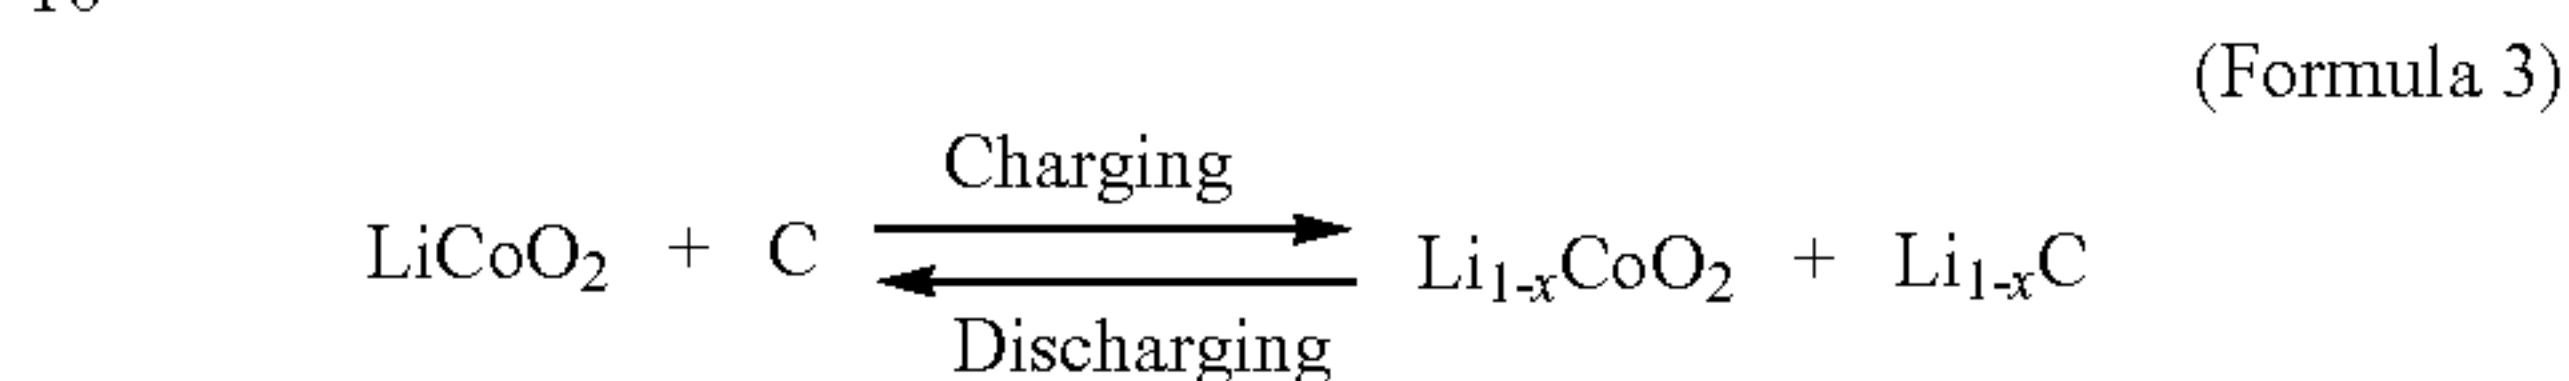 (Formula 3)
Charging
LiCoO₂ + C ⇄ Li₁₋ₓCoO₂ + Li₁₋ₓC
Discharging